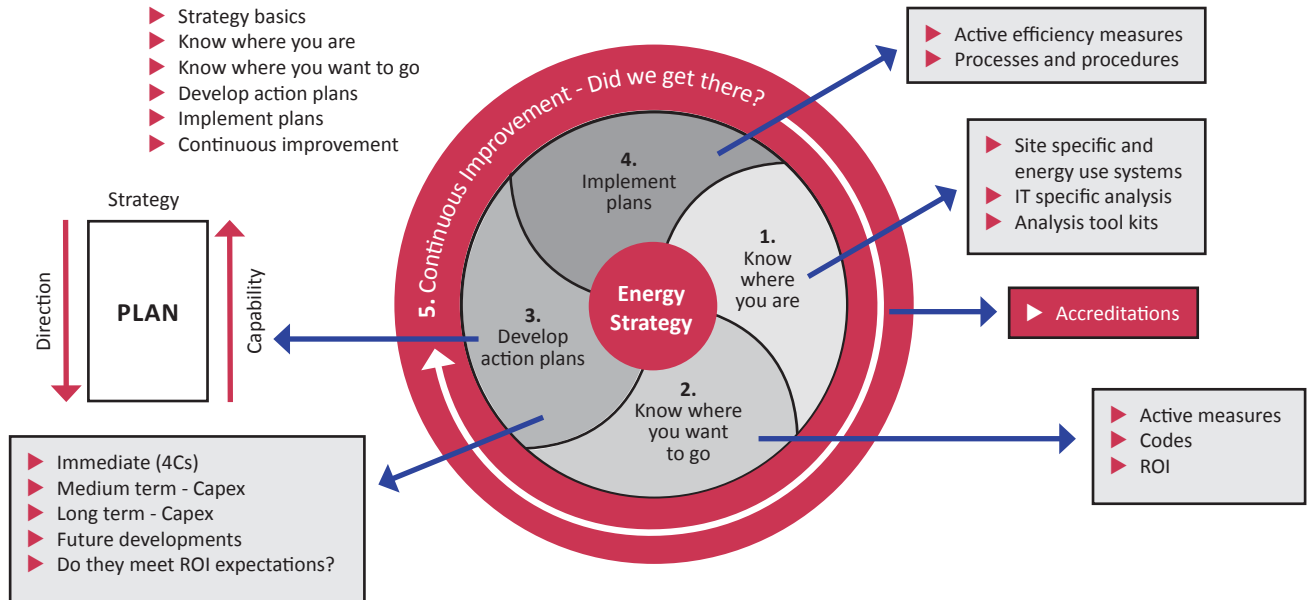 Strategy basics
Know where you are
Know where you want to go
Develop action plans
Implement plans
Continuous improvement
Active efficiency measures
Processes and procedures
5. Continuous Improvement - Did we get there?
4.
Implement
plans
Site specific and
energy use systems
IT specific analysis
Analysis tool kits
1.
Know
where
you are
Strategy
Direction
PLAN
Capability
Energy
Strategy
Accreditations
3.
Develop
action plans
2.
Know where
you want
to go
Active measures
Codes
ROI
Immediate (4Cs)
Medium term - Capex
Long term - Capex
Future developments
Do they meet ROI expectations?